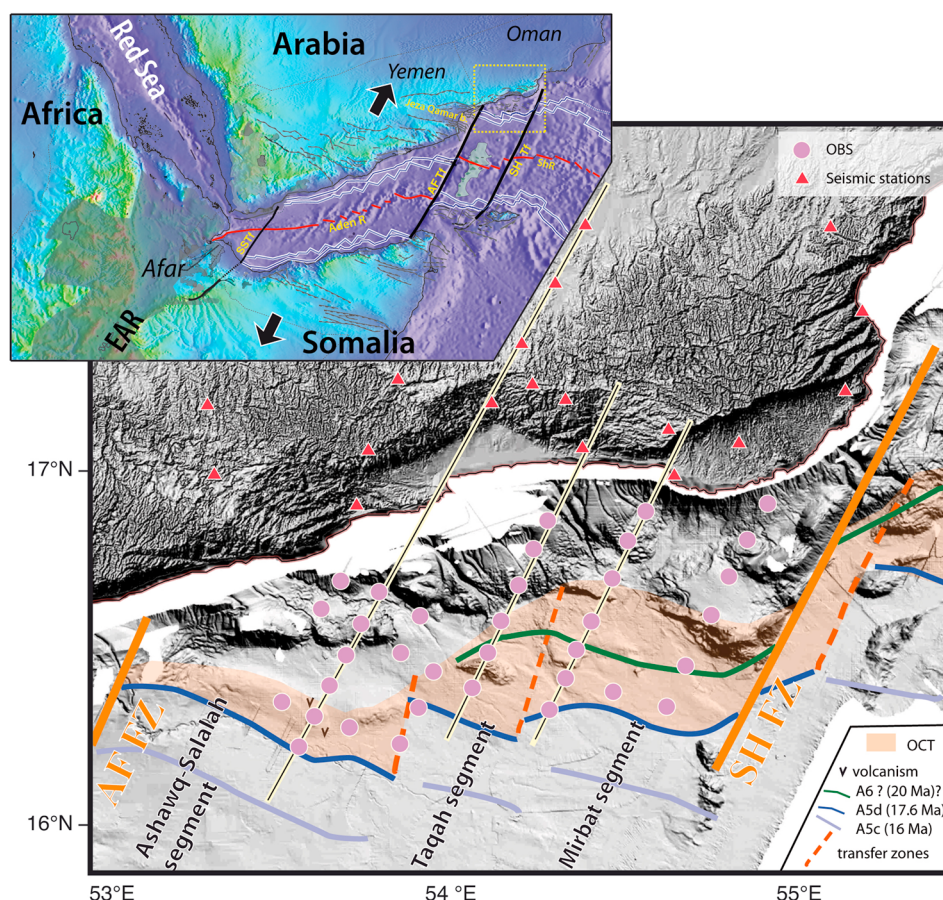 Arabia
Oman
Red Sea
Yemen
Africa
Jeza Qamar b.
AF Tf
SH Tf
ShR
Aden R
SSTf
Afar
EAR
Somalia
OBS
Seismic stations
17°N
16°N
AF FZ
Ashawq-Salalah
segment
Taqah segment
Mirbat segment
SH FZ
OCT
volcanism
A6 ? (20 Ma)?
A5d (17.6 Ma)
A5c (16 Ma)
transfer zones
53°E
54 °E
55°E